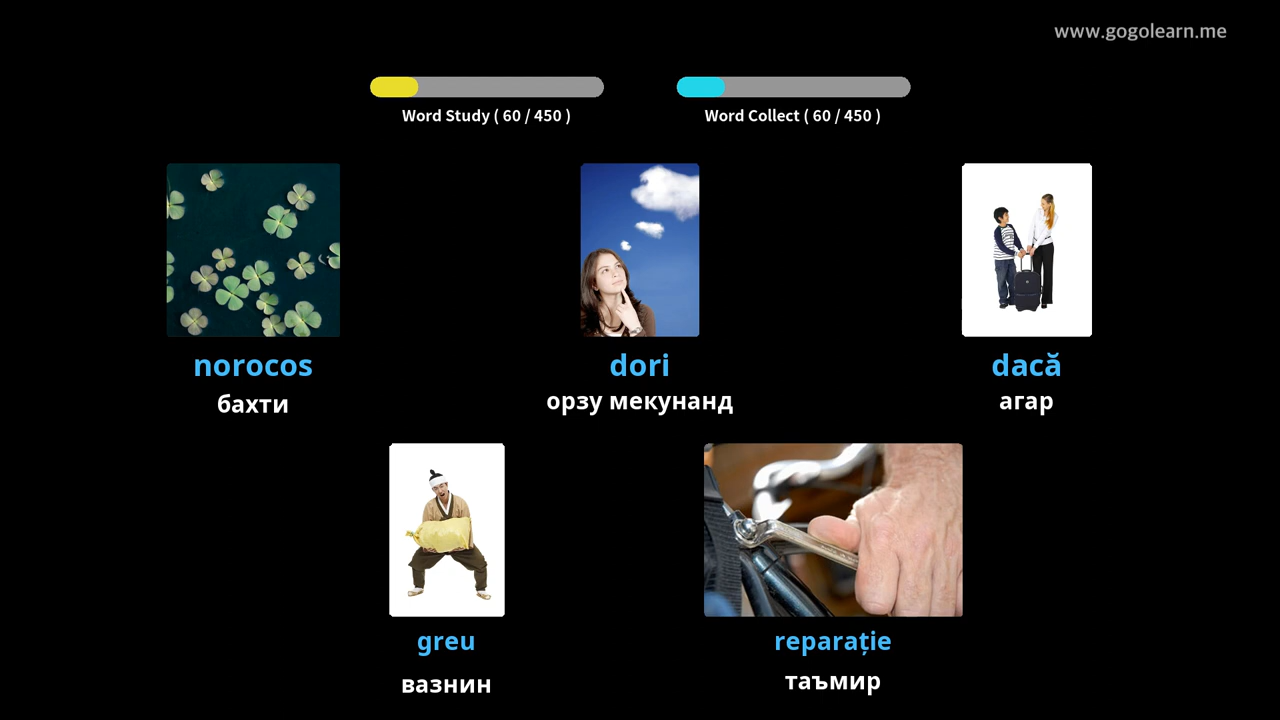 www.gogolearn.me
Word Study ( 60 / 450 )
Word Collect ( 60 / 450 )
norocos
бахти
dori
орзу мекунанд
dacă
агар
greu
вазнин
reparație
таъмир